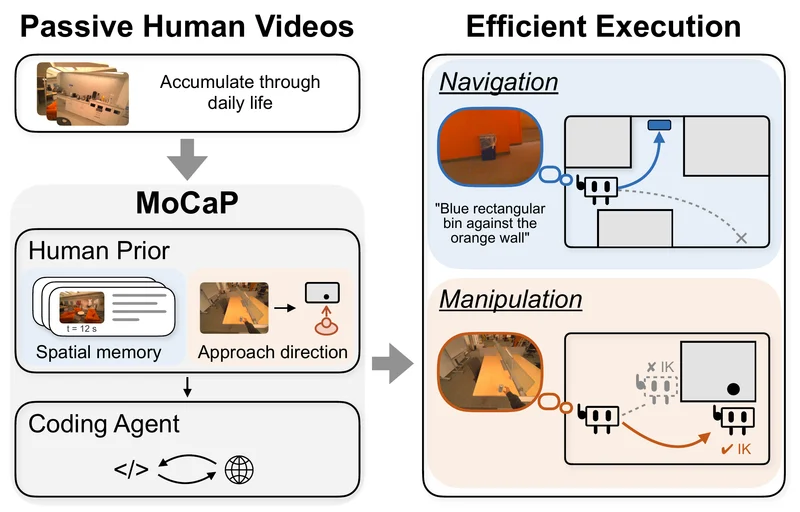 Passive Human Videos
Accumulate through
daily life
MoCaP
Human Prior
t = 12 s
Spatial memory
Approach direction
Coding Agent
</>
Efficient Execution
Navigation
"Blue rectangular
bin against the
orange wall"
Manipulation
✘ IK
✔ IK